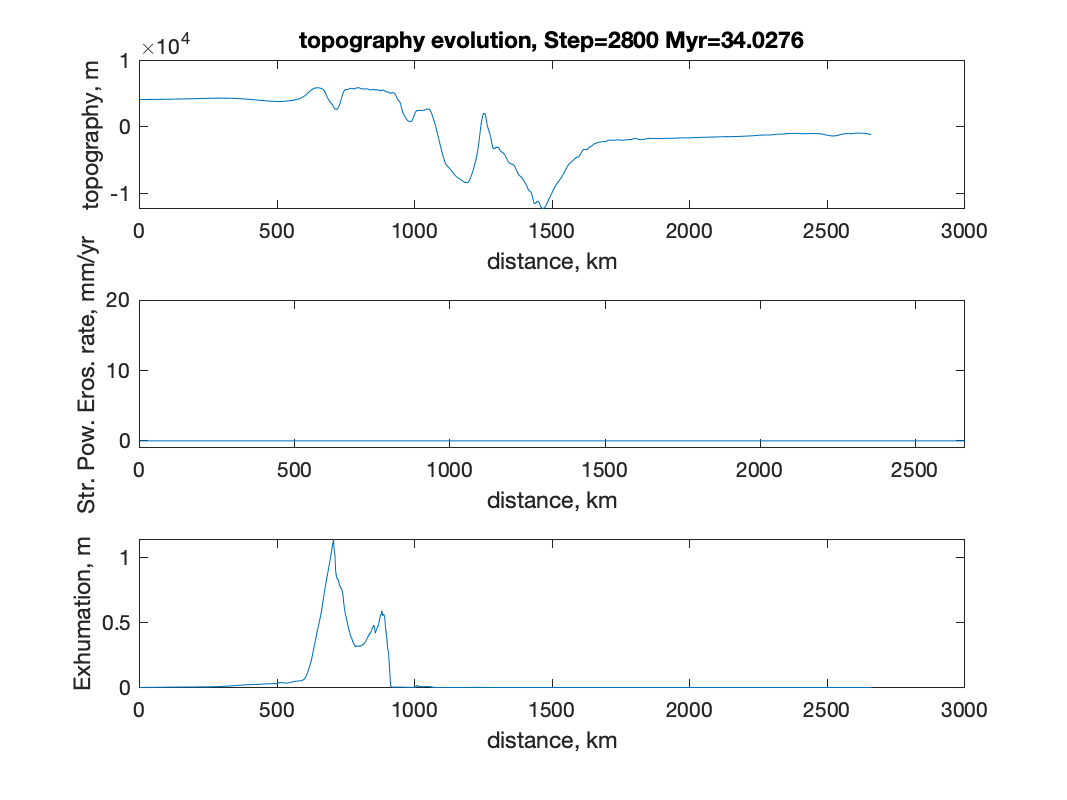 topography evolution, Step=2800 Myr=34.0276
×10⁴
1
0
-1
topography, m
0 500 1000 1500 2000 2500 3000
distance, km
20
10
0
Str. Pow. Eros. rate, mm/yr
0 500 1000 1500 2000 2500
distance, km
1
0.5
0
Exhumation, m
0 500 1000 1500 2000 2500 3000
distance, km